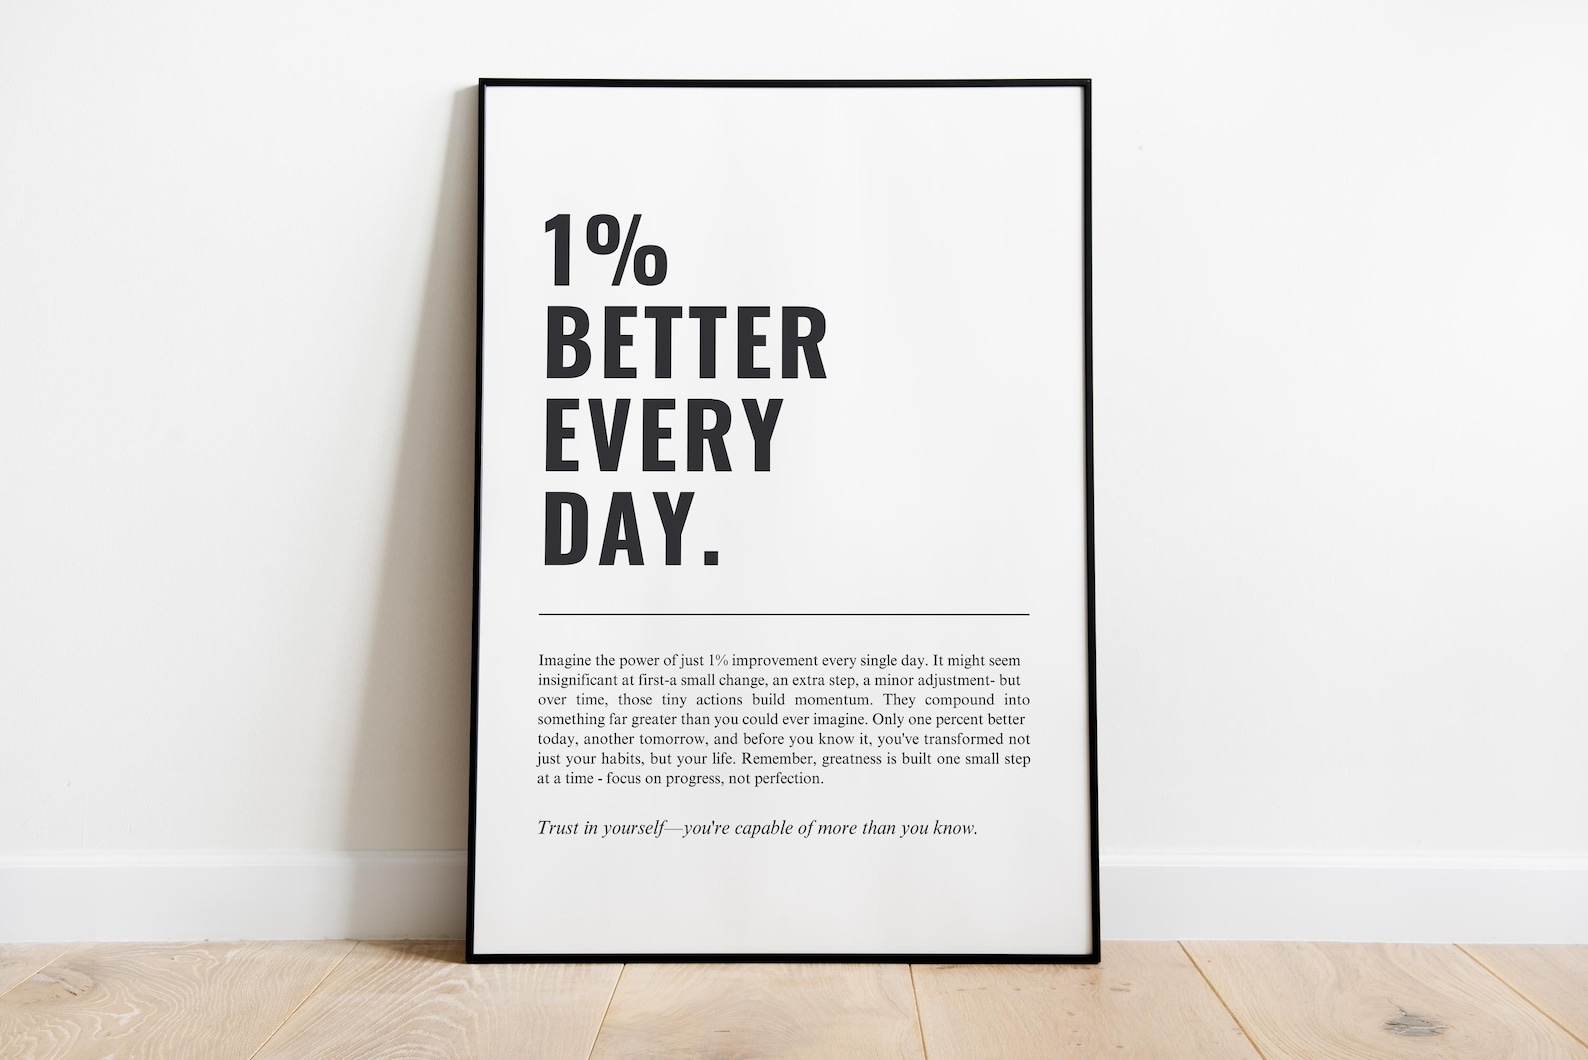 1%
BETTER
EVERY
DAY.
Imagine the power of just 1% improvement every single day. It might seem
insignificant at first-a small change, an extra step, a minor adjustment- but
over time, those tiny actions build momentum. They compound into
something far greater than you could ever imagine. Only one percent better
today, another tomorrow, and before you know it, you've transformed not
just your habits, but your life. Remember, greatness is built one small step
at a time - focus on progress, not perfection.
Trust in yourself—you're capable of more than you know.